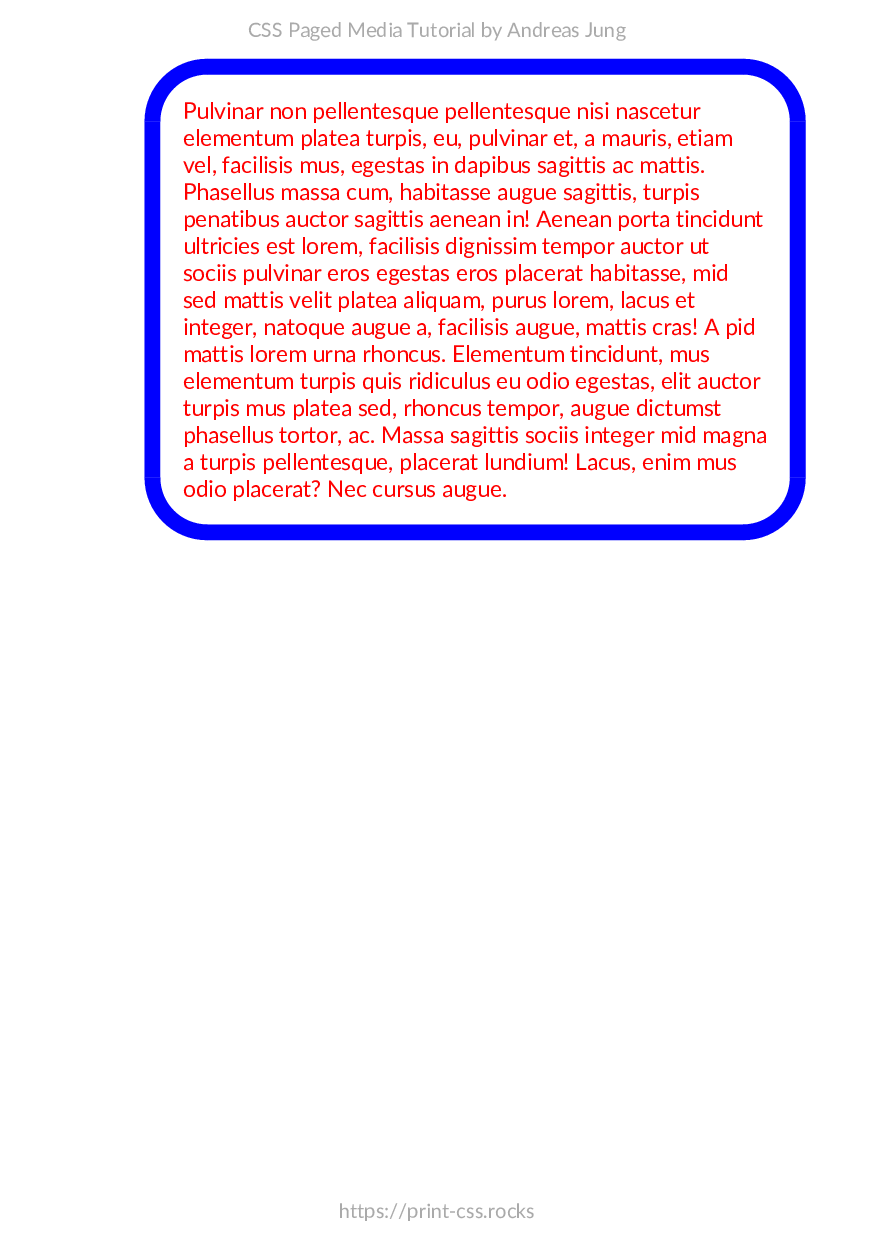 CSS Paged Media Tutorial by Andreas Jung
Pulvinar non pellentesque pellentesque nisi nascetur
elementum platea turpis, eu, pulvinar et, a mauris, etiam
vel, facilisis mus, egestas in dapibus sagittis ac mattis.
Phasellus massa cum, habitasse augue sagittis, turpis
penatibus auctor sagittis aenean in! Aenean porta tincidunt
ultricies est lorem, facilisis dignissim tempor auctor ut
sociis pulvinar eros egestas eros placerat habitasse, mid
sed mattis velit platea aliquam, purus lorem, lacus et
integer, natoque augue a, facilisis augue, mattis cras! A pid
mattis lorem urna rhoncus. Elementum tincidunt, mus
elementum turpis quis ridiculus eu odio egestas, elit auctor
turpis mus platea sed, rhoncus tempor, augue dictumst
phasellus tortor, ac. Massa sagittis sociis integer mid magna
a turpis pellentesque, placerat lundium! Lacus, enim mus
odio placerat? Nec cursus augue.
https://print-css.rocks